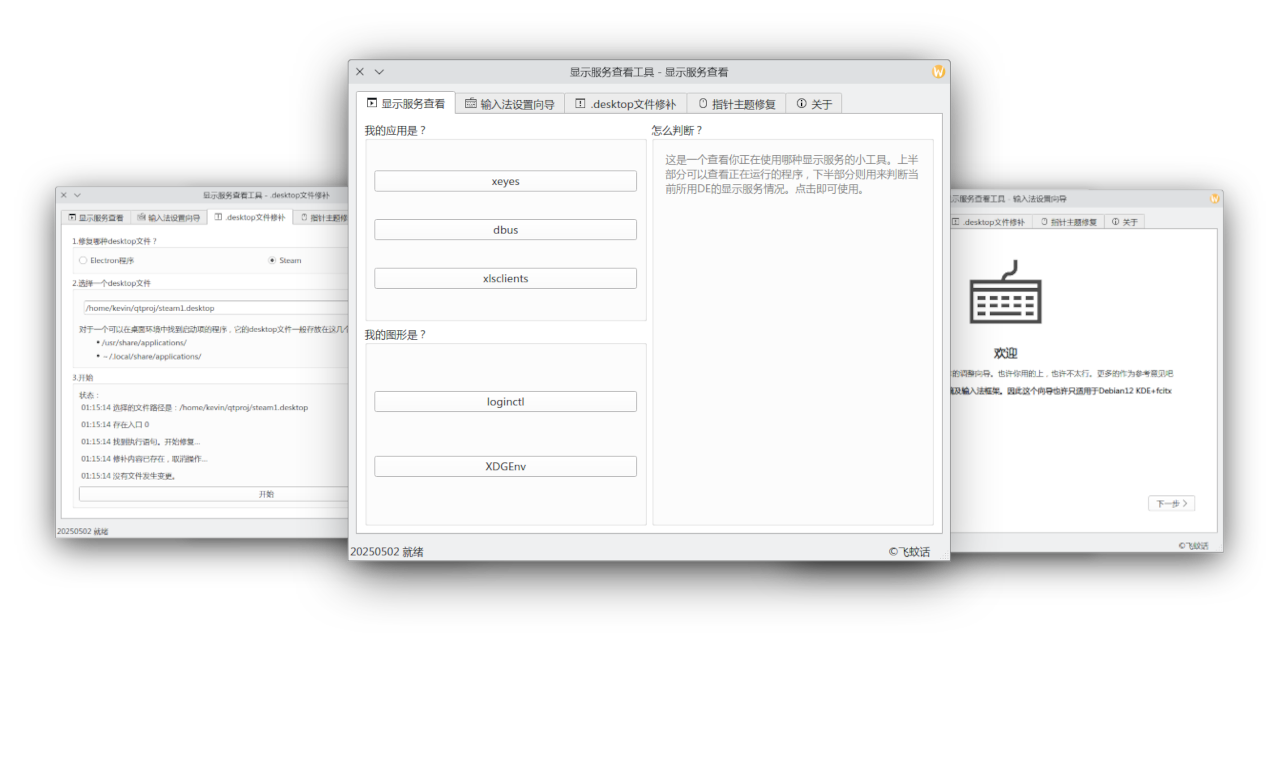 显示服务查看工具 - .desktop文件修补
显示服务查看
输入法设置向导
.desktop文件修补
指针主题修
1.修复哪种desktop文件？
Electron程序
Steam
2.选择一个desktop文件
/home/kevin/qtproj/steam1.desktop
对于一个可以在桌面环境中找到启动项的程序，它的desktop文件一般存放在这几个
• /usr/share/applications/
• ~/.local/share/applications/
3.开始
状态：
01:15:14 选择的文件路径是：/home/kevin/qtproj/steam1.desktop
01:15:14 存在入口 0
01:15:14 找到执行语句。开始修复...
01:15:14 修补内容已存在，取消操作...
01:15:14 没有文件发生变更。
开始
20250502 就绪
显示服务查看工具 - 显示服务查看
W
显示服务查看
输入法设置向导
.desktop文件修补
指针主题修复
关于
我的应用是？
xeyes
dbus
xlsclients
我的图形是？
loginctl
XDGEnv
怎么判断？
这是一个查看你正在使用哪种显示服务的小工具。上半
部分可以查看正在运行的程序，下半部分则用来判断当
前所用DE的显示服务情况。点击即可使用。
20250502 就绪
©飞蚊话
示服务查看工具 - 输入法设置向导
.desktop文件修补
指针主题修复
关于
欢迎
的调整向导。也许你用的上，也许不太行。更多的作为参考意见吧
及输入法框架。因此这个向导也许只适用于Debian12 KDE+fcitx
下一步 >
©飞蚊话